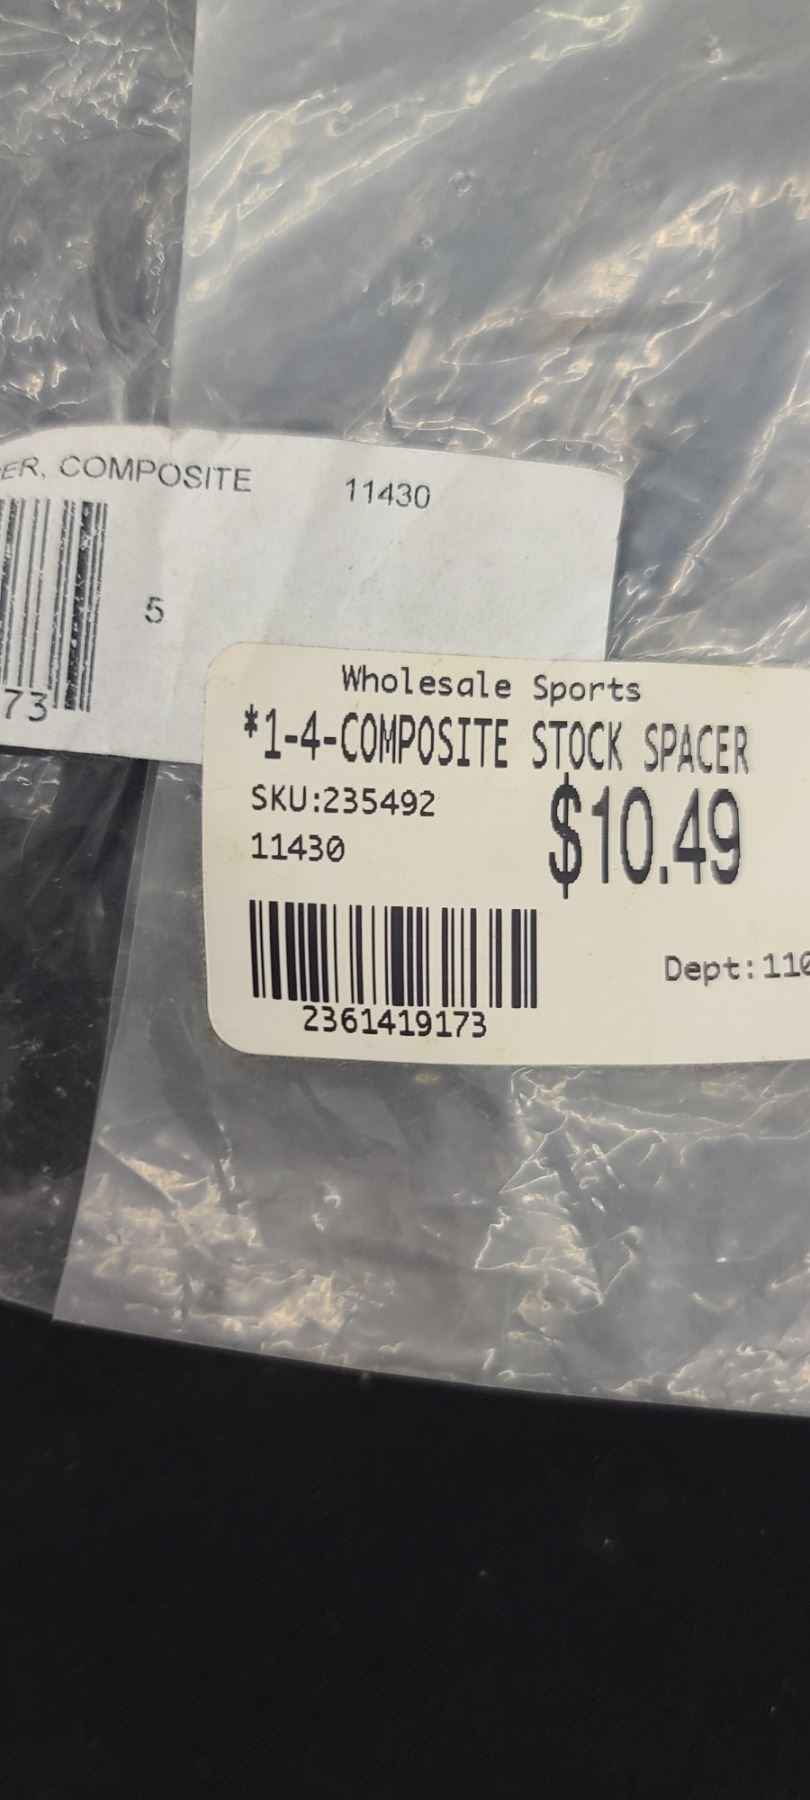 ER, COMPOSITE 11430
5
73
Wholesale Sports
*1-4-COMPOSITE STOCK SPACER
SKU:235492 $10.49
11430
Dept:110
2361419173